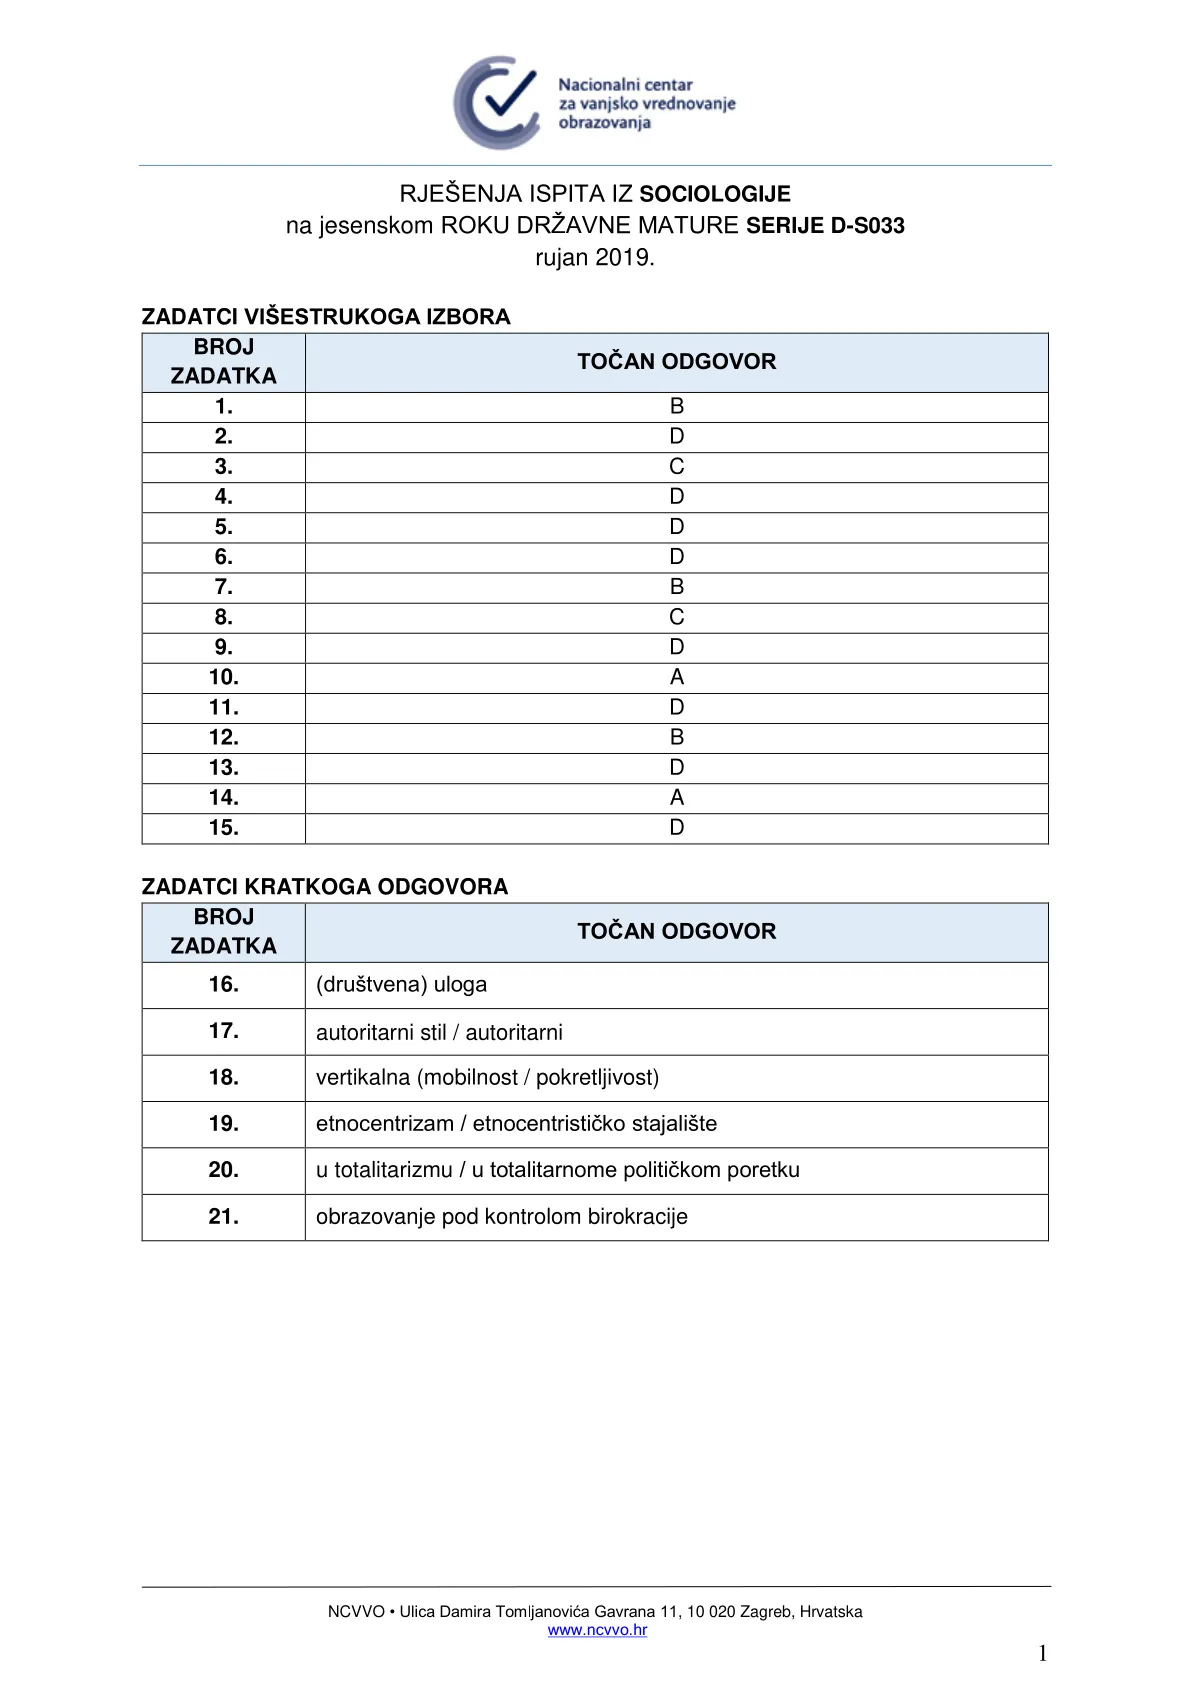 Nacionalni centar
za vanjsko vrednovanje
obrazovanja
RJEŠENJA ISPITA IZ SOCIOLOGIJE
na jesenskom ROKU DRŽAVNE MATURE SERIJE D-S033
rujan 2019.
ZADATCI VIŠESTRUKOGA IZBORA
BROJ
ZADATKA
TOČAN ODGOVOR
1. B
2. D
3. C
4. D
5. D
6. D
7. B
8. C
9. D
10. A
11. D
12. B
13. D
14. A
15. D
ZADATCI KRATKOGA ODGOVORA
BROJ
ZADATKA
TOČAN ODGOVOR
16. (društvena) uloga
17. autoritarni stil / autoritarni
18. vertikalna (mobilnost / pokretljivost)
19. etnocentrizam / etnocentrističko stajalište
20. u totalitarizmu / u totalitarnome političkom poretku
21. obrazovanje pod kontrolom birokracije
NCVVO • Ulica Damira Tomljanovića Gavrana 11, 10 020 Zagreb, Hrvatska
www.ncvvo.hr
1